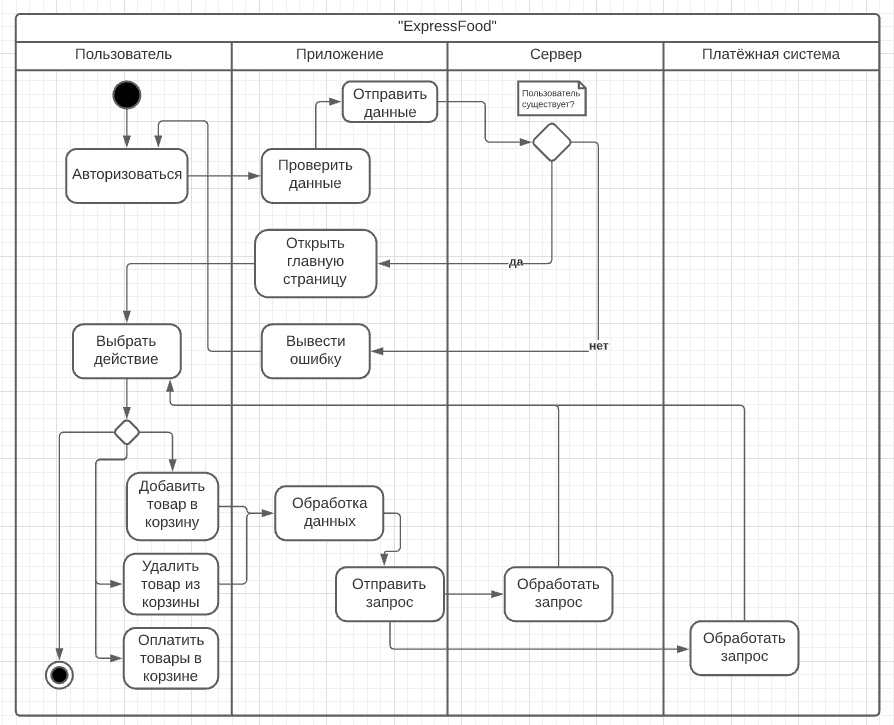 "ExpressFood"
Пользователь
Приложение
Сервер
Платёжная система
Отправить
данные
Пользователь
существует?
Авторизоваться
Проверить
данные
Открыть
главную
страницу
да
Выбрать
действие
Вывести
ошибку
нет
Добавить
товар в
корзину
Обработка
данных
Удалить
товар из
корзины
Отправить
запрос
Обработать
запрос
Оплатить
товары в
корзине
Обработать
запрос